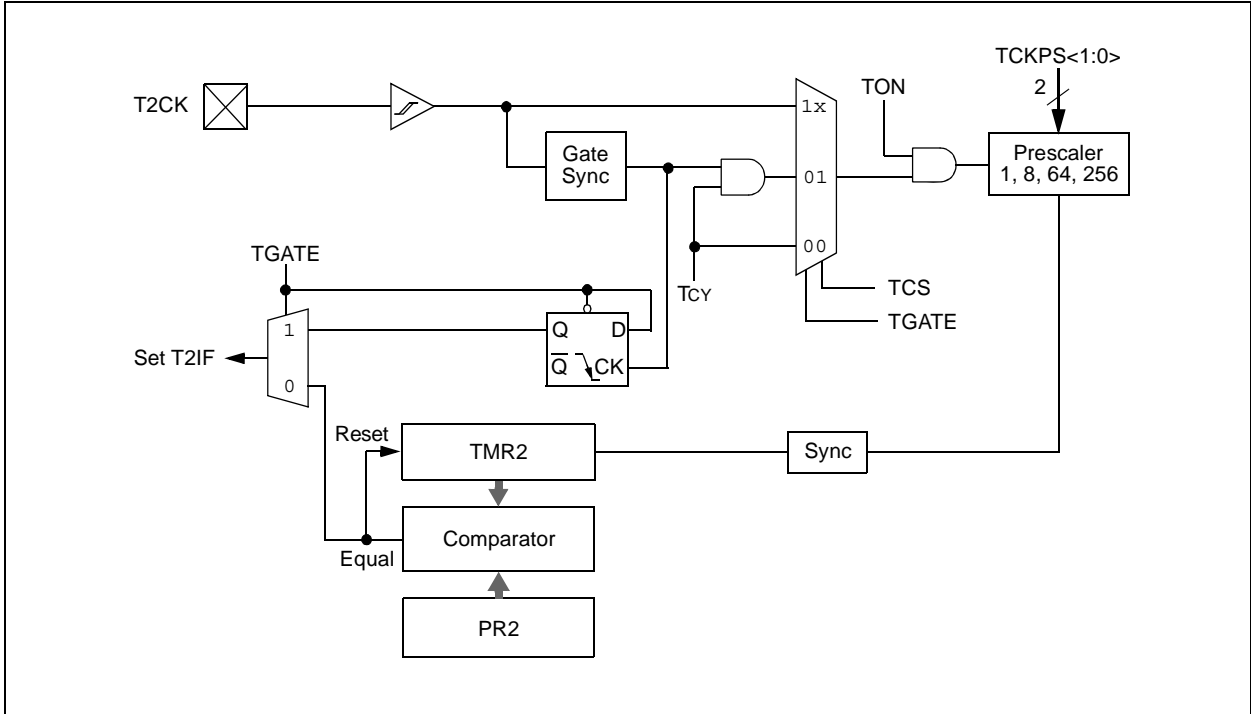 TCKPS<1:0>
2
T2CK
1x
TON
Prescaler
1, 8, 64, 256
Gate
Sync
01
00
TGATE
TCY
TCS
TGATE
1
Q
D
Set T2IF
Q̅
CK
0
Reset
TMR2
Sync
Equal
Comparator
PR2